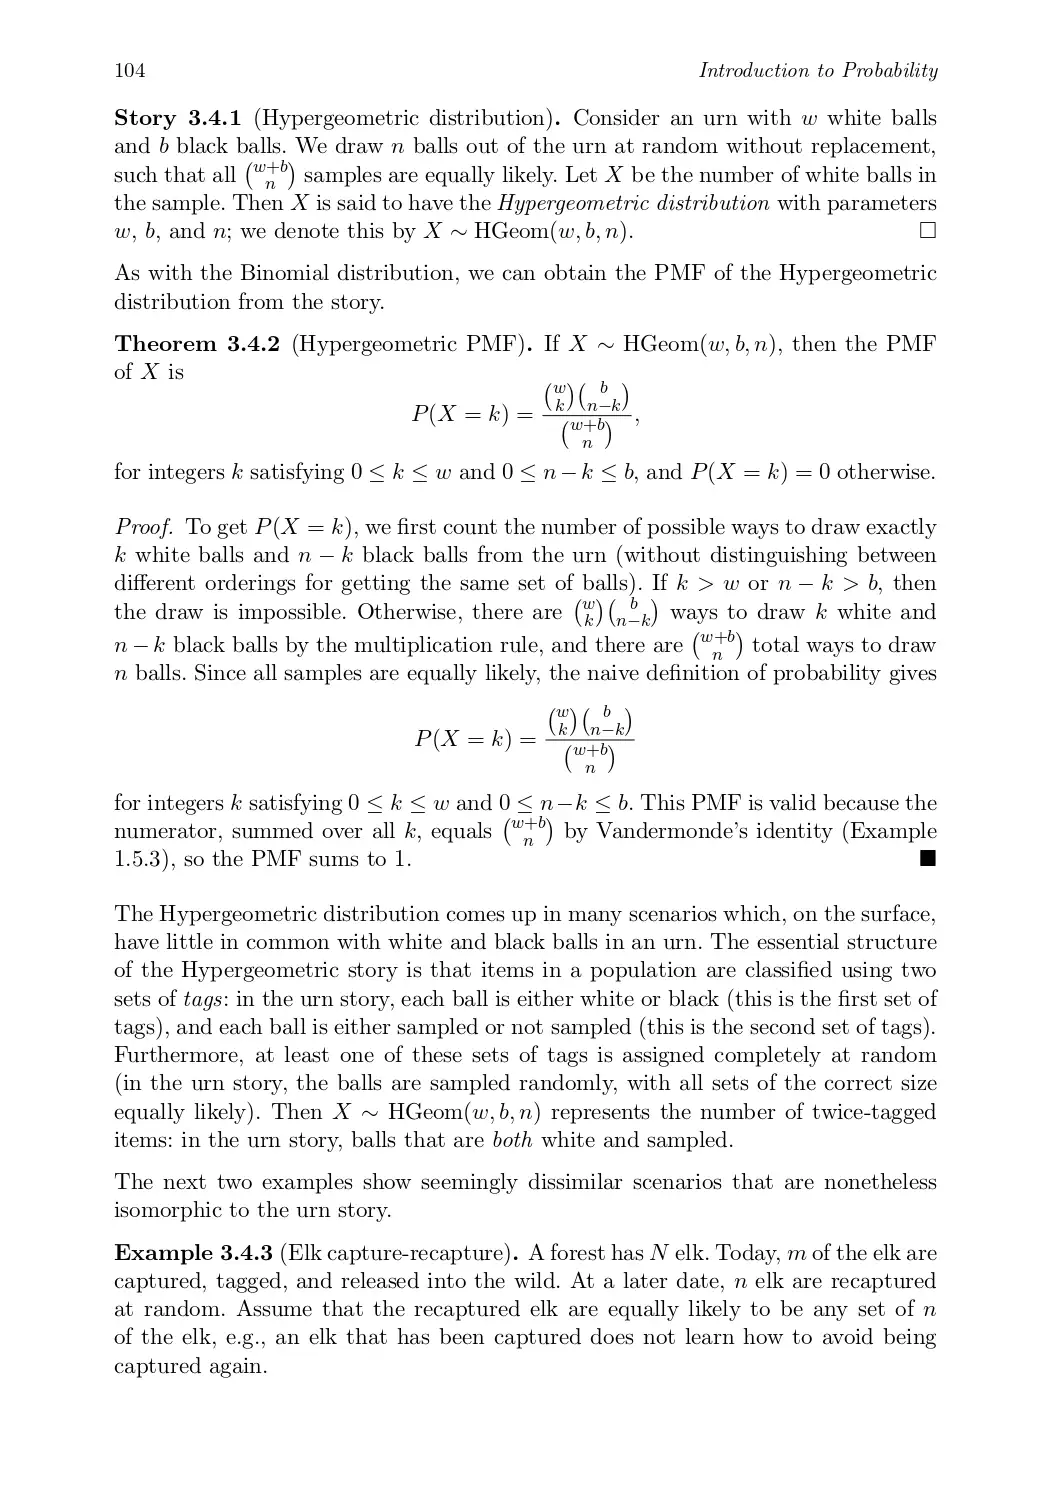 104 Introduction to Probability
Story 3.4.1 (Hypergeometric distribution). Consider an urn with w white balls
and b black balls. We draw n balls out of the urn at random without replacement,
such that all \binom{w+b}{n} samples are equally likely. Let X be the number of white balls in
the sample. Then X is said to have the Hypergeometric distribution with parameters
w, b, and n; we denote this by X ∼ HGeom(w, b, n). □
As with the Binomial distribution, we can obtain the PMF of the Hypergeometric
distribution from the story.
Theorem 3.4.2 (Hypergeometric PMF). If X ∼ HGeom(w, b, n), then the PMF
of X is
P(X = k) = \frac{\binom{w}{k}\binom{b}{n−k}}{\binom{w+b}{n}},
for integers k satisfying 0 ≤ k ≤ w and 0 ≤ n − k ≤ b, and P(X = k) = 0 otherwise.
Proof. To get P(X = k), we first count the number of possible ways to draw exactly
k white balls and n − k black balls from the urn (without distinguishing between
different orderings for getting the same set of balls). If k > w or n − k > b, then
the draw is impossible. Otherwise, there are \binom{w}{k}\binom{b}{n−k} ways to draw k white and
n − k black balls by the multiplication rule, and there are \binom{w+b}{n} total ways to draw
n balls. Since all samples are equally likely, the naive definition of probability gives
P(X = k) = \frac{\binom{w}{k}\binom{b}{n−k}}{\binom{w+b}{n}}
for integers k satisfying 0 ≤ k ≤ w and 0 ≤ n−k ≤ b. This PMF is valid because the
numerator, summed over all k, equals \binom{w+b}{n} by Vandermonde's identity (Example
1.5.3), so the PMF sums to 1. ■
The Hypergeometric distribution comes up in many scenarios which, on the surface,
have little in common with white and black balls in an urn. The essential structure
of the Hypergeometric story is that items in a population are classified using two
sets of tags: in the urn story, each ball is either white or black (this is the first set of
tags), and each ball is either sampled or not sampled (this is the second set of tags).
Furthermore, at least one of these sets of tags is assigned completely at random
(in the urn story, the balls are sampled randomly, with all sets of the correct size
equally likely). Then X ∼ HGeom(w, b, n) represents the number of twice-tagged
items: in the urn story, balls that are both white and sampled.
The next two examples show seemingly dissimilar scenarios that are nonetheless
isomorphic to the urn story.
Example 3.4.3 (Elk capture-recapture). A forest has N elk. Today, m of the elk are
captured, tagged, and released into the wild. At a later date, n elk are recaptured
at random. Assume that the recaptured elk are equally likely to be any set of n
of the elk, e.g., an elk that has been captured does not learn how to avoid being
captured again.